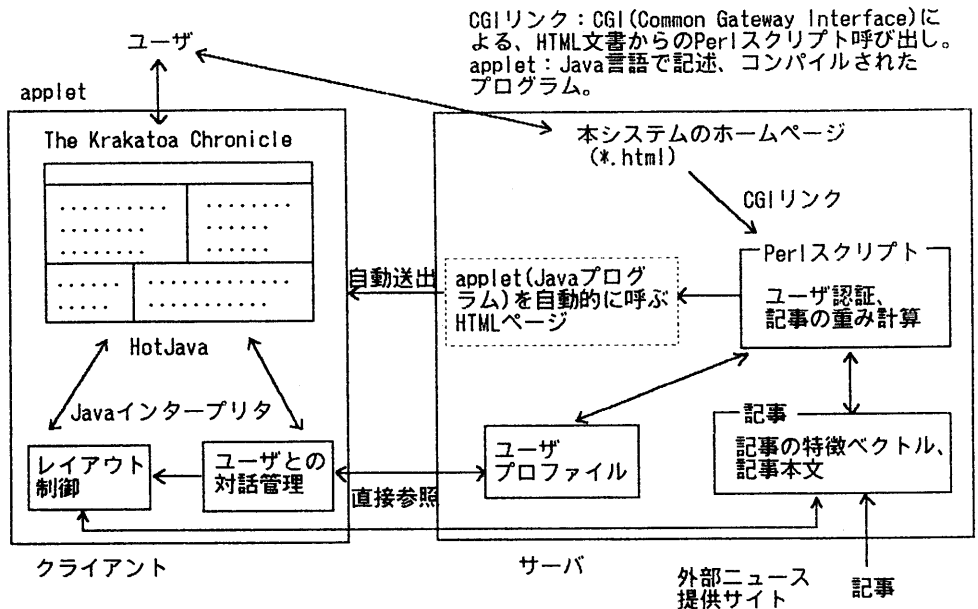 CGIリンク：CGI(Common Gateway Interface)に
よる、HTML文書からのPerlスクリプト呼び出し。
applet：Java言語で記述、コンパイルされた
プログラム。
ユーザ
applet
The Krakatoa Chronicle
本システムのホームページ
(*.html)
CGIリンク
Perlスクリプト
ユーザ認証、
記事の重み計算
自動送出
applet(Javaプログ
ラム)を自動的に呼ぶ
HTMLページ
HotJava
Javaインタープリタ
レイアウト
制御
ユーザとの
対話管理
直接参照
ユーザ
プロファイル
記事
記事の特徴ベクトル、
記事本文
クライアント
サーバ
外部ニュース
提供サイト
記事